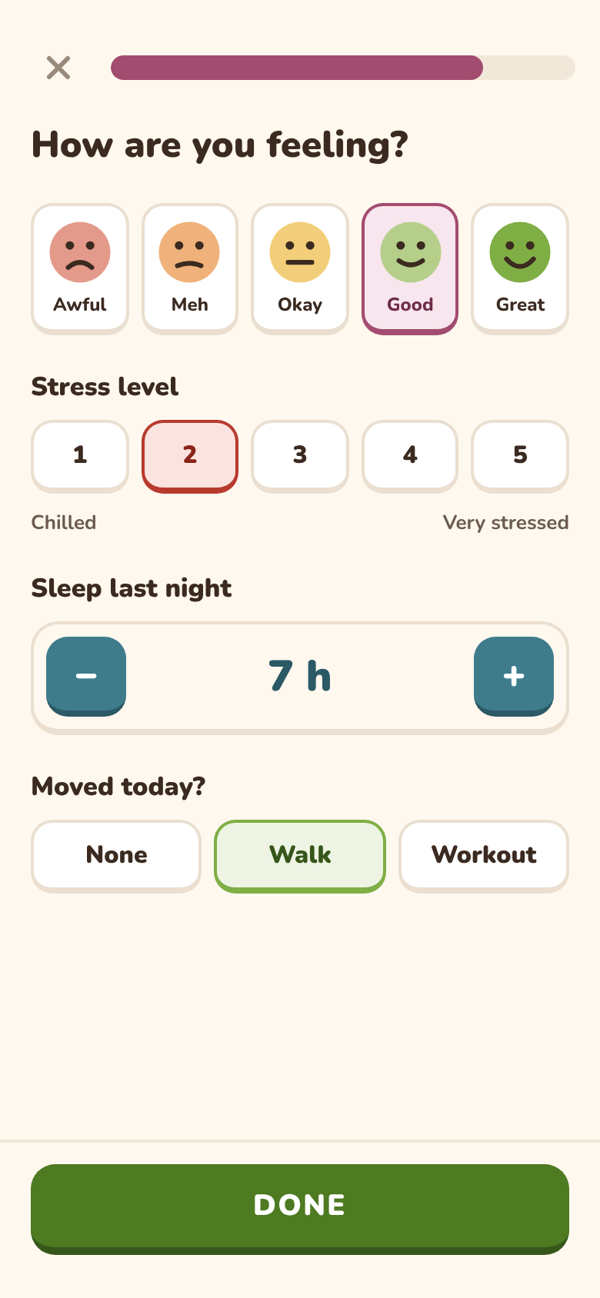 How are you feeling?
Awful Meh Okay Good Great
Stress level
1 2 3 4 5
Chilled Very stressed
Sleep last night
− 7 h +
Moved today?
None Walk Workout
DONE